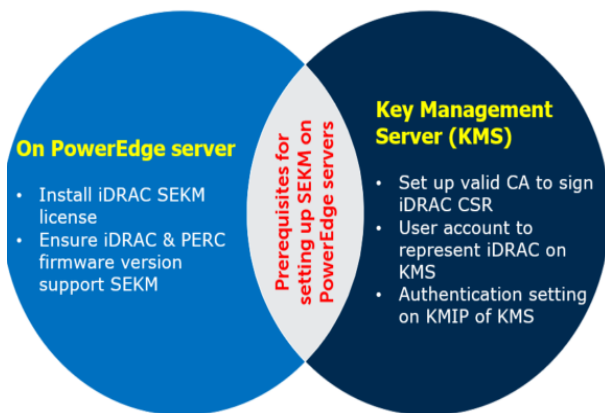 On PowerEdge server
• Install iDRAC SEKM
license
• Ensure iDRAC & PERC
firmware version
support SEKM
Prerequisites for
setting up SEKM on
PowerEdge servers
Key Management
Server (KMS)
• Set up valid CA to sign
iDRAC CSR
• User account to
represent iDRAC on
KMS
• Authentication setting
on KMIP of KMS